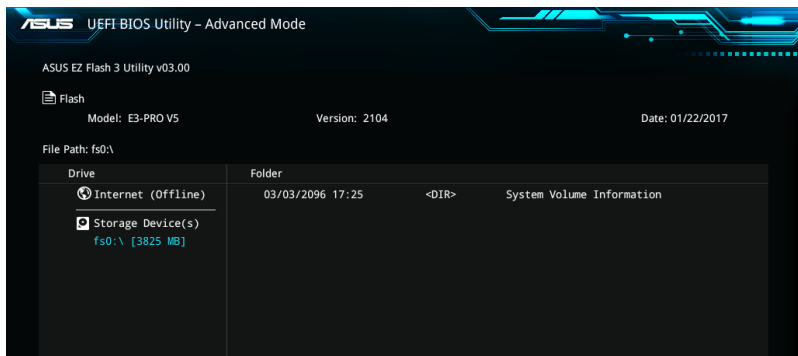 ASUS UEFI BIOS Utility – Advanced Mode
ASUS EZ Flash 3 Utility v03.00
Flash
Model: E3-PRO V5 Version: 2104 Date: 01/22/2017
File Path: fs0:\
Drive Folder
Internet (Offline) 03/03/2096 17:25 <DIR> System Volume Information
Storage Device(s)
fs0:\ [3825 MB]